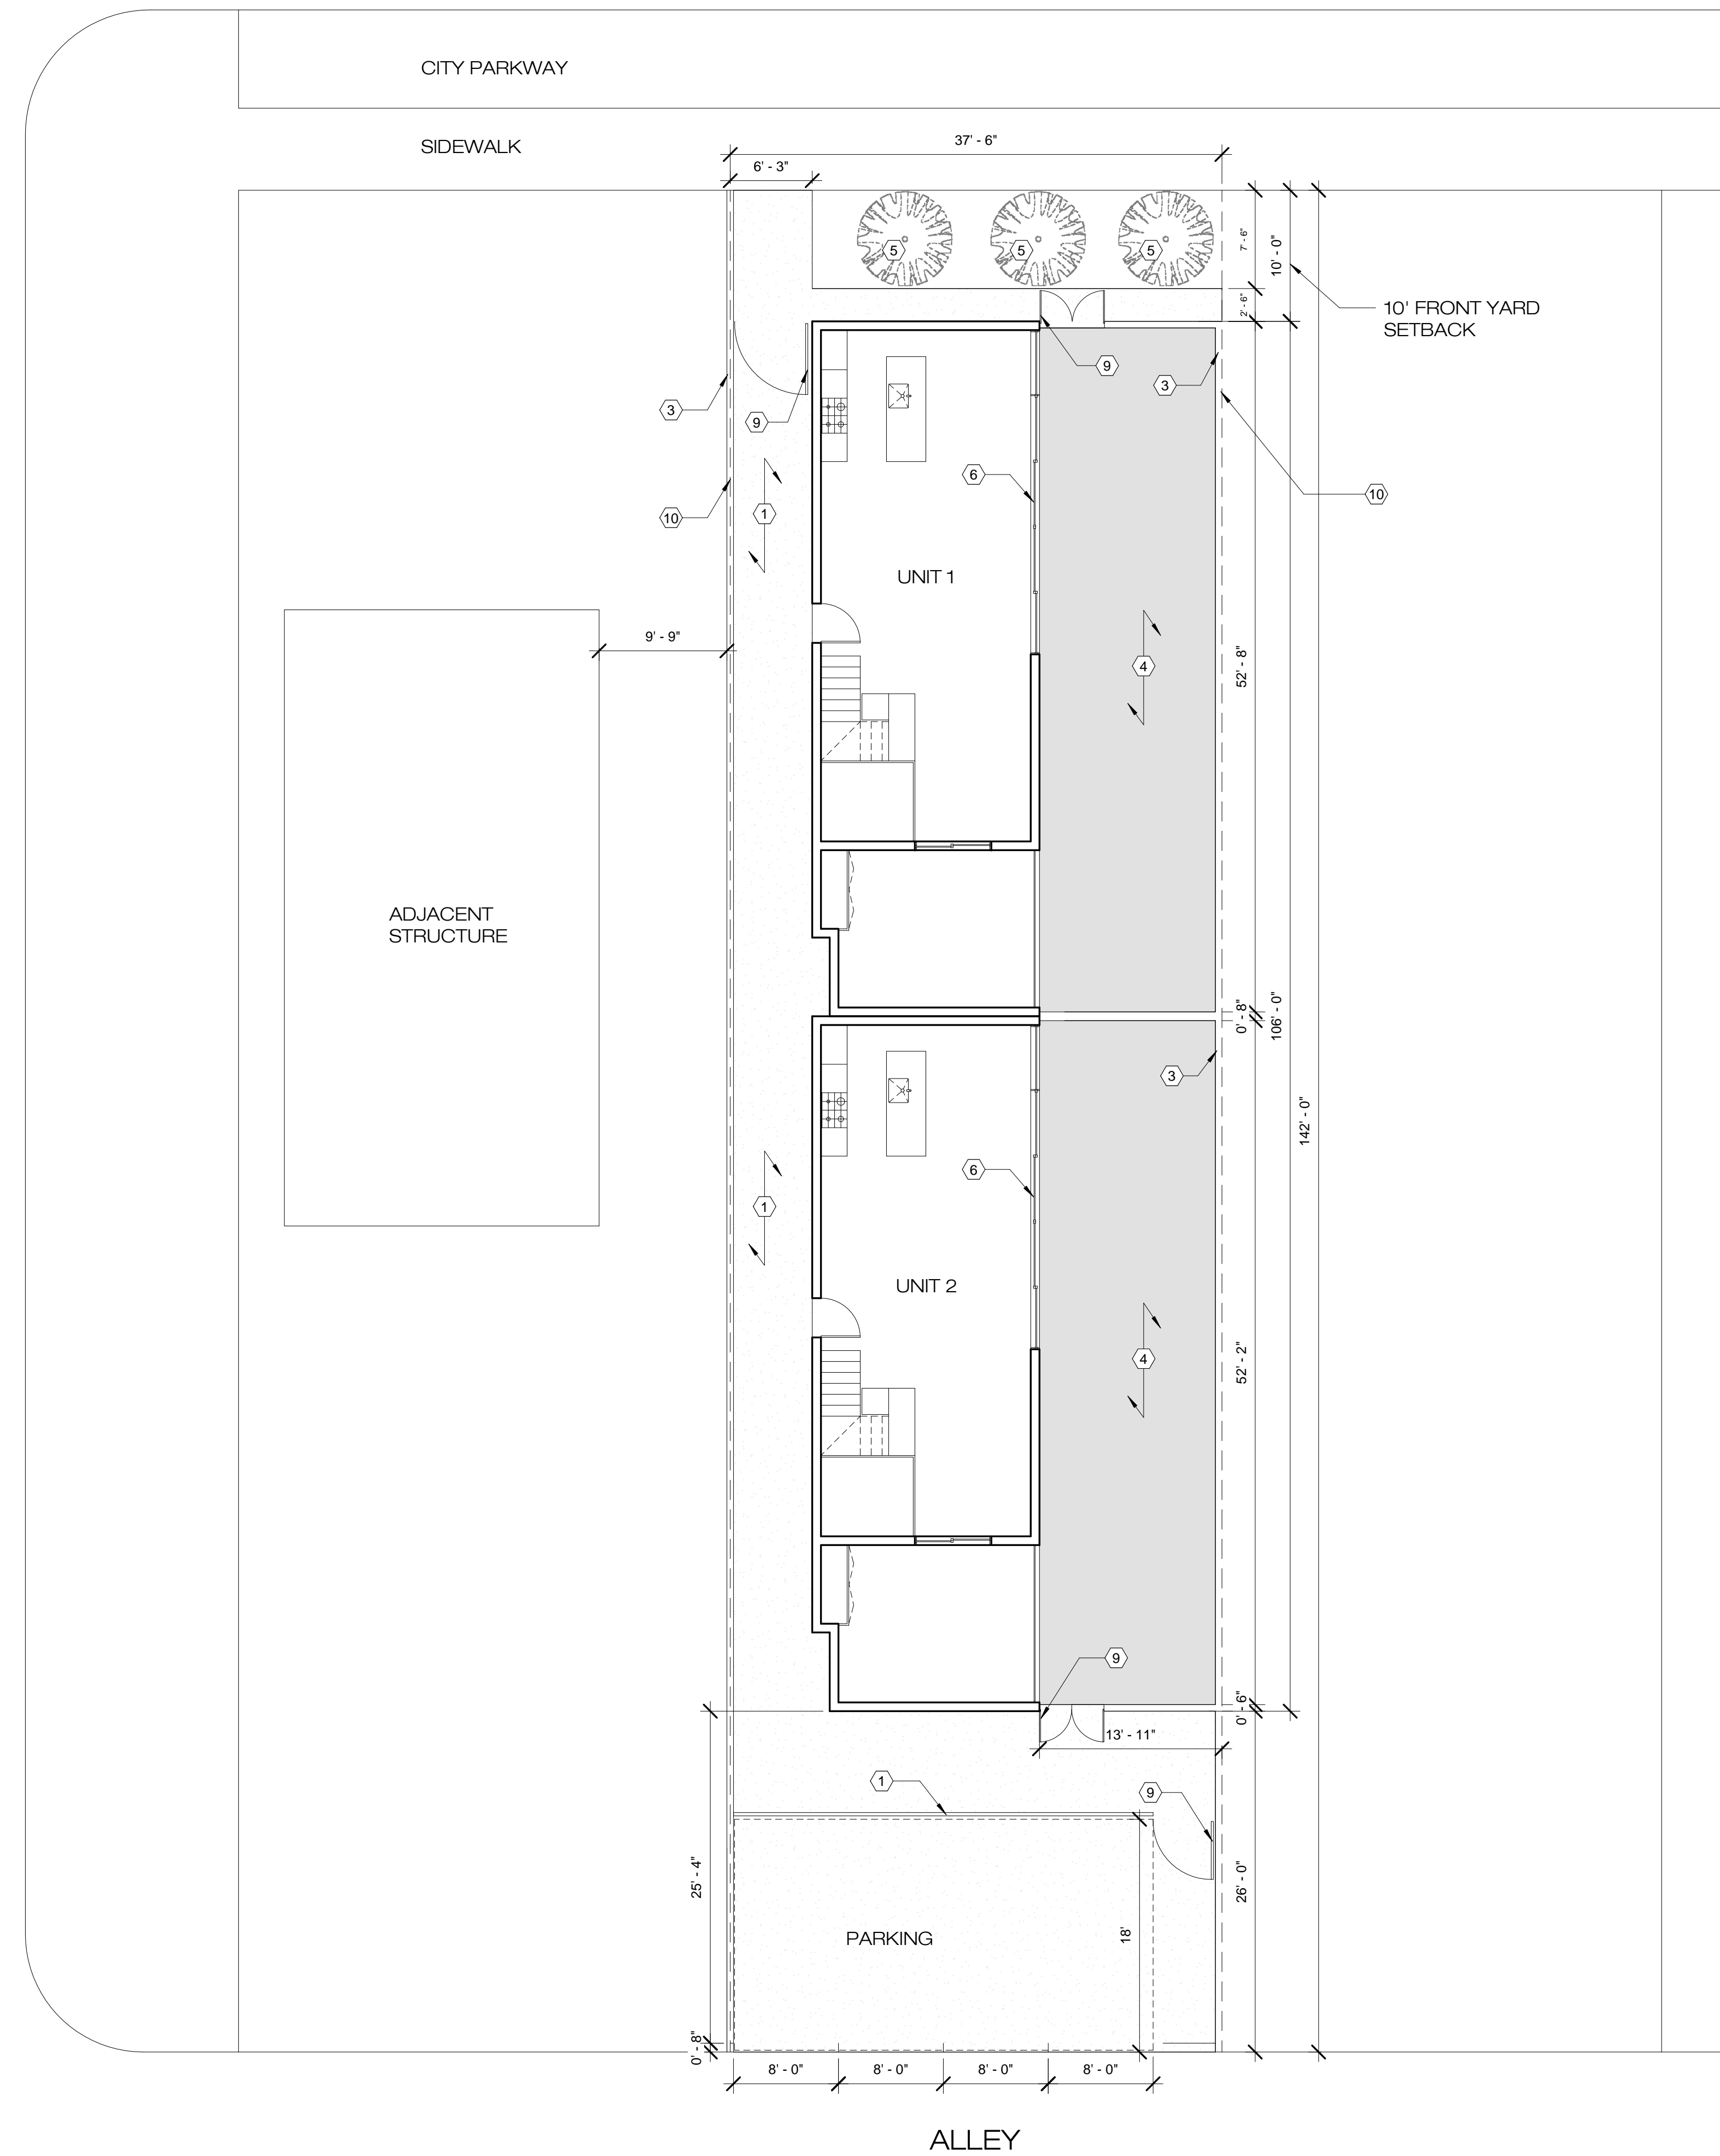 CITY PARKWAY
SIDEWALK
37' - 6"
6' - 3"
5
5
5
7' - 6"
10' - 0"
2' - 6"
10' FRONT YARD
SETBACK
9
3
3
9
6
10
10
1
UNIT 1
9' - 9"
4
52' - 8"
ADJACENT
STRUCTURE
0' - 8"
106' - 0"
3
142' - 0"
6
1
UNIT 2
4
52' - 2"
9
0' - 6"
13' - 11"
1
9
25' - 4"
26' - 0"
PARKING
18'
0' - 8"
8' - 0"
8' - 0"
8' - 0"
8' - 0"
ALLEY